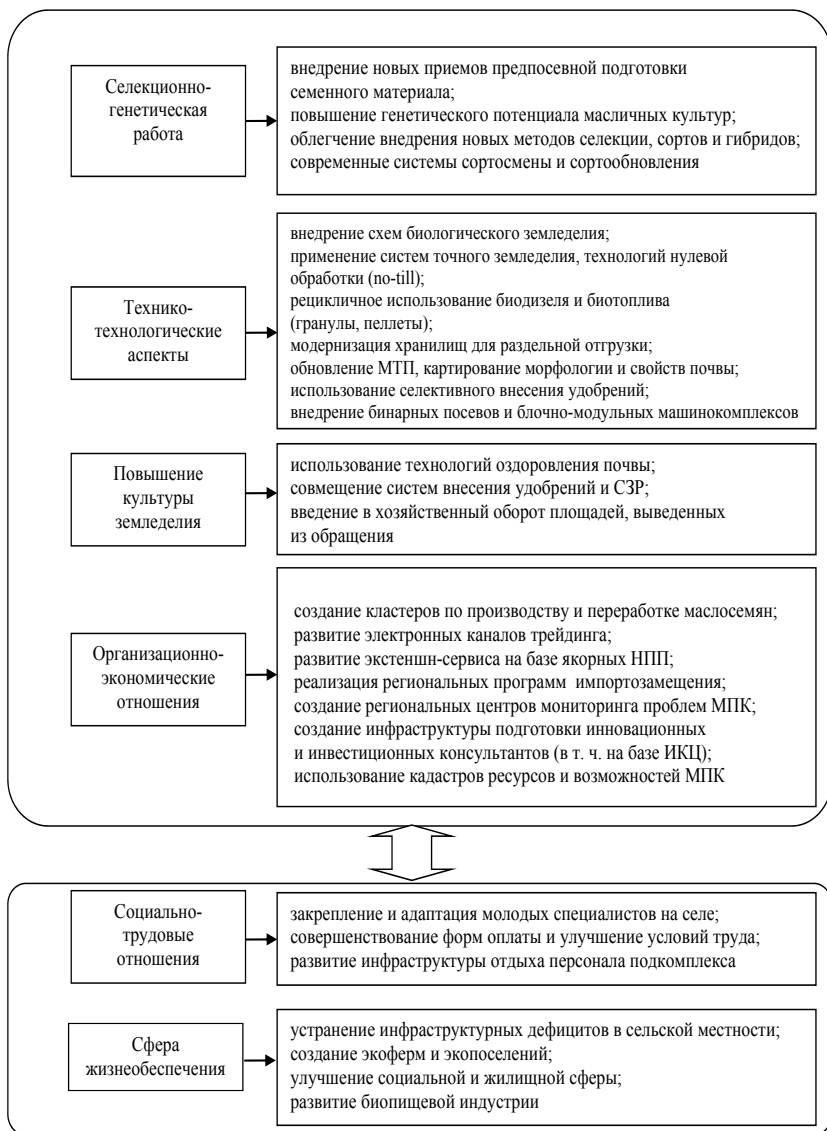 Селекционно-
генетическая
работа
внедрение новых приемов предпосевной подготовки
семенного материала;
повышение генетического потенциала масличных культур;
облегчение внедрения новых методов селекции, сортов и гибридов;
современные системы сортосмены и сортообновления
Технико-
технологические
аспекты
внедрение схем биологического земледелия;
применение систем точного земледелия, технологий нулевой
обработки (no-till);
рецикличное использование биодизеля и биотоплива
(гранулы, пеллеты);
модернизация хранилищ для раздельной отгрузки;
обновление МТП, картирование морфологии и свойств почвы;
использование селективного внесения удобрений;
внедрение бинарных посевов и блочно-модульных машинокомплексов
Повышение
культуры
земледелия
использование технологий оздоровления почвы;
совмещение систем внесения удобрений и СЗР;
введение в хозяйственный оборот площадей, выведенных
из обращения
Организационно-
экономические
отношения
создание кластеров по производству и переработке маслосемян;
развитие электронных каналов трейдинга;
развитие экстеншн-сервиса на базе якорных НПП;
реализация региональных программ импортозамещения;
создание региональных центров мониторинга проблем МПК;
создание инфраструктуры подготовки инновационных
и инвестиционных консультантов (в т. ч. на базе ИКЦ);
использование кадастров ресурсов и возможностей МПК
Социально-
трудовые
отношения
закрепление и адаптация молодых специалистов на селе;
совершенствование форм оплаты и улучшение условий труда;
развитие инфраструктуры отдыха персонала подкомплекса
Сфера
жизнеобеспечения
устранение инфраструктурных дефицитов в сельской местности;
создание экоферм и экопоселений;
улучшение социальной и жилищной сферы;
развитие биопищевой индустрии